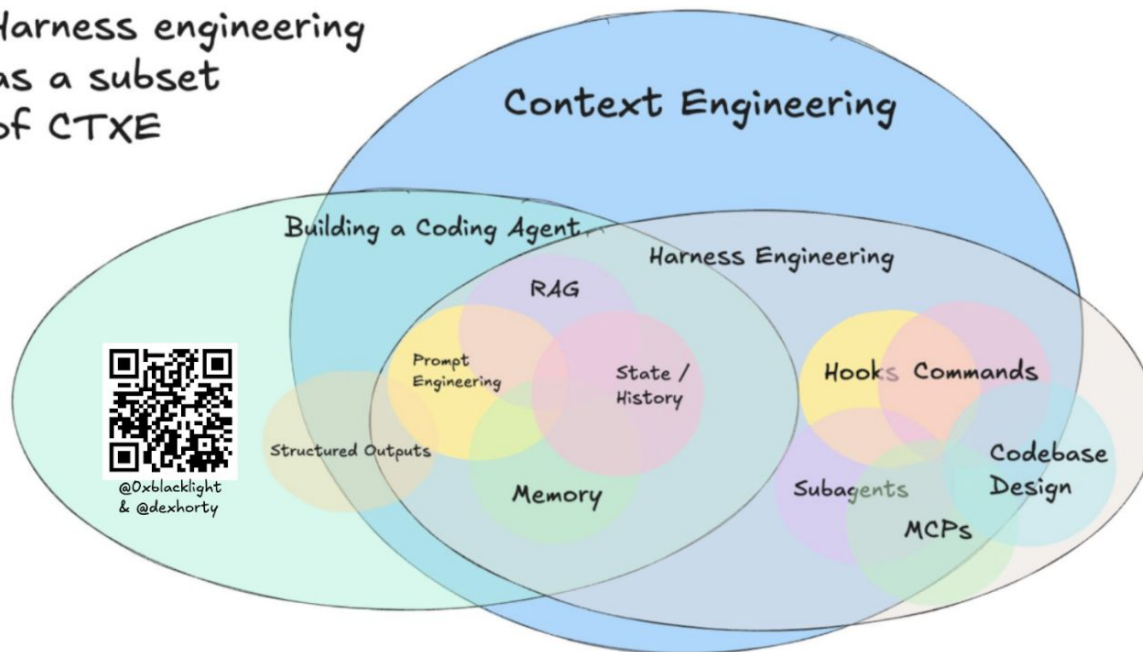 Harness engineering
as a subset
of CTXE
Context Engineering
Building a Coding Agent
Harness Engineering
RAG
Prompt
Engineering
State /
History
Hooks
Commands
Structured Outputs
Codebase
Design
Memory
Subagents
MCPs
@0xblacklight
& @dexhorty